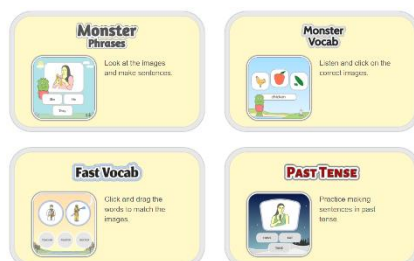 Monster
Phrases
Look at the images
and make sentences.
Monster
Vocab
Listen and click on the
correct images.
chicken
Fast Vocab
Click and drag the
words to match the
images.
PAST TENSE
Practice making
sentences in past
tense.